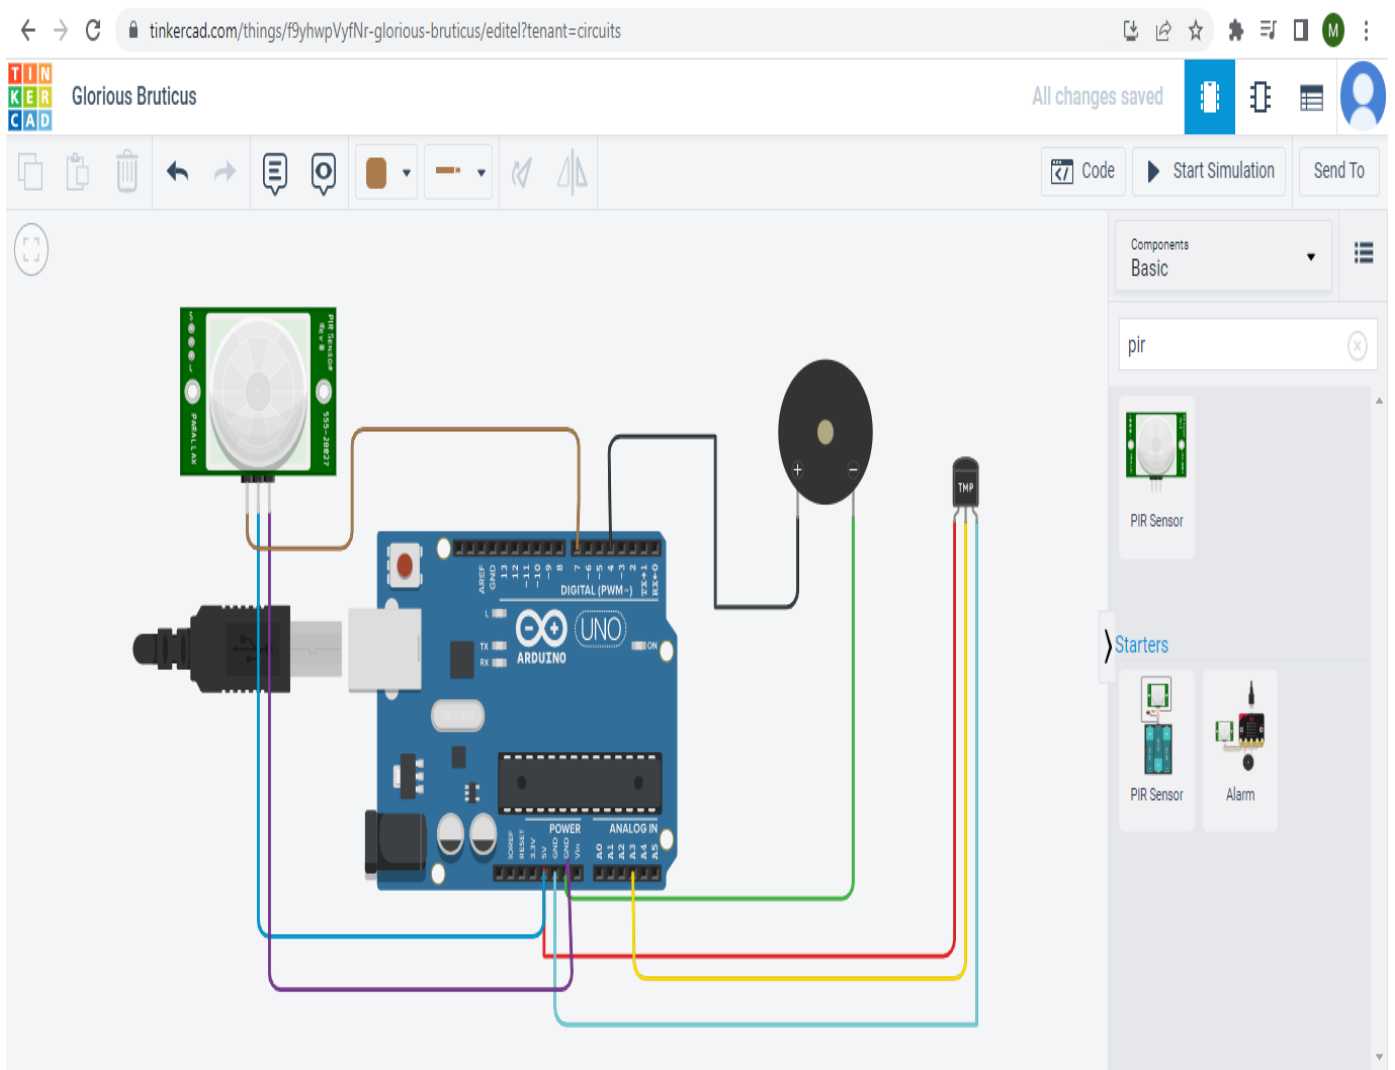 tinkercad.com/things/f9yhwpVyfNr-glorious-bruticus/editel?tenant=circuits
M
TIN
KER
CAD
Glorious Bruticus
All changes saved
Code
Start Simulation
Send To
Components
Basic
pir
PIR Sensor
Starters
PIR Sensor
Alarm
PIR SENSOR
Rev B
555-28027
PARALLAX
+
-
TMP
AREF
GND
13
12
~11
~10
~9
8
7
~6
~5
4
~3
2
TX→1
RX←0
DIGITAL (PWM~)
L
TX
RX
ARDUINO
UNO
ON
POWER
ANALOG IN
IOREF
RESET
3.3V
5V
GND
GND
Vin
A0
A1
A2
A3
A4
A5